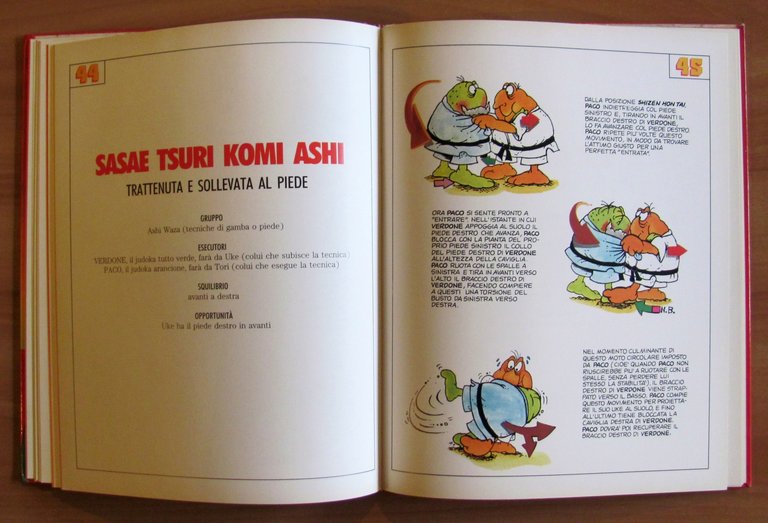 44
SASAE TSURI KOMI ASHI
TRATTENUTA E SOLLEVATA AL PIEDE
GRUPPO
Ashi Waza (tecniche di gamba o piede)
ESECUTORI
VERDONE, il judoka tutto verde, farà da Uke (colui che subisce la tecnica)
PACO, il judoka arancione, farà da Tori (colui che esegue la tecnica)
SQUILIBRIO
avanti a destra
OPPORTUNITÀ
Uke ha il piede destro in avanti
45
DALLA POSIZIONE SHIZEN HON TAI,
PACO INDIETREGGIA COL PIEDE
SINISTRO E, TIRANDO IN AVANTI IL
BRACCIO DESTRO DI VERDONE,
LO FA AVANZARE COL PIEDE DESTRO.
PACO RIPETE PIU' VOLTE QUESTO
MOVIMENTO, IN MODO DA TROVARE
L'ATTIMO GIUSTO PER UNA
PERFETTA "ENTRATA".
ORA PACO SI SENTE PRONTO A
"ENTRARE". NELL'ISTANTE IN CUI
VERDONE APPOGGIA AL SUOLO IL
PIEDE DESTRO CHE AVANZA, PACO
BLOCCA CON LA PIANTA DEL PRO-
PRIO PIEDE SINISTRO IL COLLO
DEL PIEDE DESTRO DI VERDONE
ALL'ALTEZZA DELLA CAVIGLIA.
PACO RUOTA CON LE SPALLE A
SINISTRA E TIRA IN AVANTI VERSO
L'ALTO IL BRACCIO DESTRO DI
VERDONE, FACENDO COMPIERE
A QUESTI UNA TORSIONE DEL
BUSTO DA SINISTRA VERSO
DESTRA.
N.B.
NEL MOMENTO CULMINANTE DI
QUESTO MOTO CIRCOLARE IMPOSTO
DA PACO (CIOE' QUANDO PACO NON
RIUSCIREBBE PIU' A RUOTARE CON LE
SPALLE, SENZA PERDERE LUI
STESSO LA STABILITA'), IL BRACCIO
DESTRO DI VERDONE VIENE STRAP-
PATO VERSO IL BASSO. PACO COMPIE
QUESTO MOVIMENTO PER PROIETTA-
RE IL SUO UKE AL SUOLO, E FINO
ALL'ULTIMO TIENE BLOCCATA LA
CAVIGLIA DESTRA DI VERDONE.
PACO DOVRA' POI RECUPERARE IL
BRACCIO DESTRO DI VERDONE.